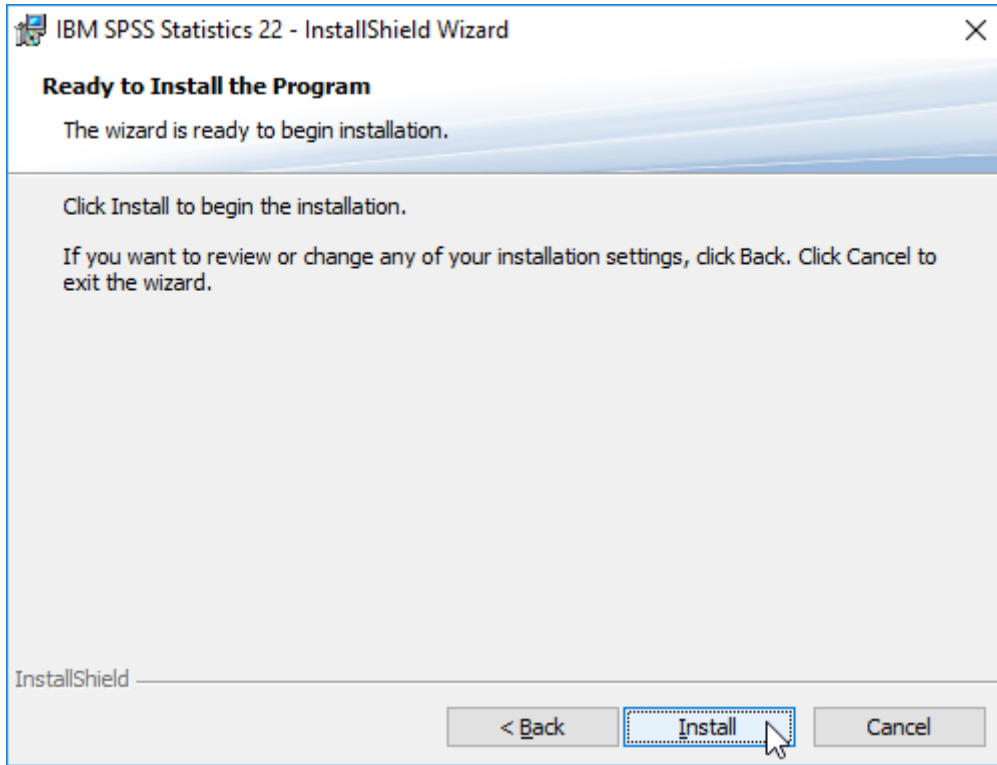 IBM SPSS Statistics 22 - InstallShield Wizard
Ready to Install the Program
The wizard is ready to begin installation.
Click Install to begin the installation.
If you want to review or change any of your installation settings, click Back. Click Cancel to
exit the wizard.
InstallShield
< Back Install Cancel